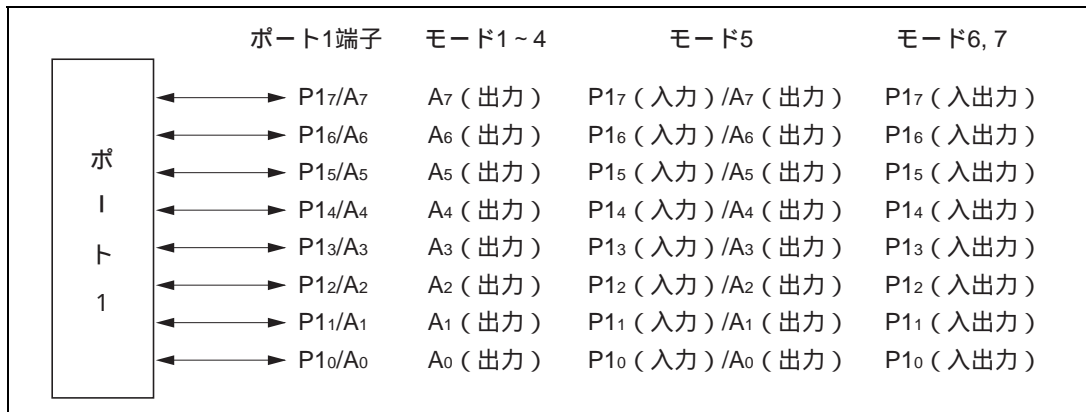 ポート1端子 モード1~4 モード5 モード6, 7
P17/A7 A7(出力) P17(入力)/A7(出力) P17(入出力)
P16/A6 A6(出力) P16(入力)/A6(出力) P16(入出力)
P15/A5 A5(出力) P15(入力)/A5(出力) P15(入出力)
P14/A4 A4(出力) P14(入力)/A4(出力) P14(入出力)
P13/A3 A3(出力) P13(入力)/A3(出力) P13(入出力)
P12/A2 A2(出力) P12(入力)/A2(出力) P12(入出力)
P11/A1 A1(出力) P11(入力)/A1(出力) P11(入出力)
P10/A0 A0(出力) P10(入力)/A0(出力) P10(入出力)
ポート1